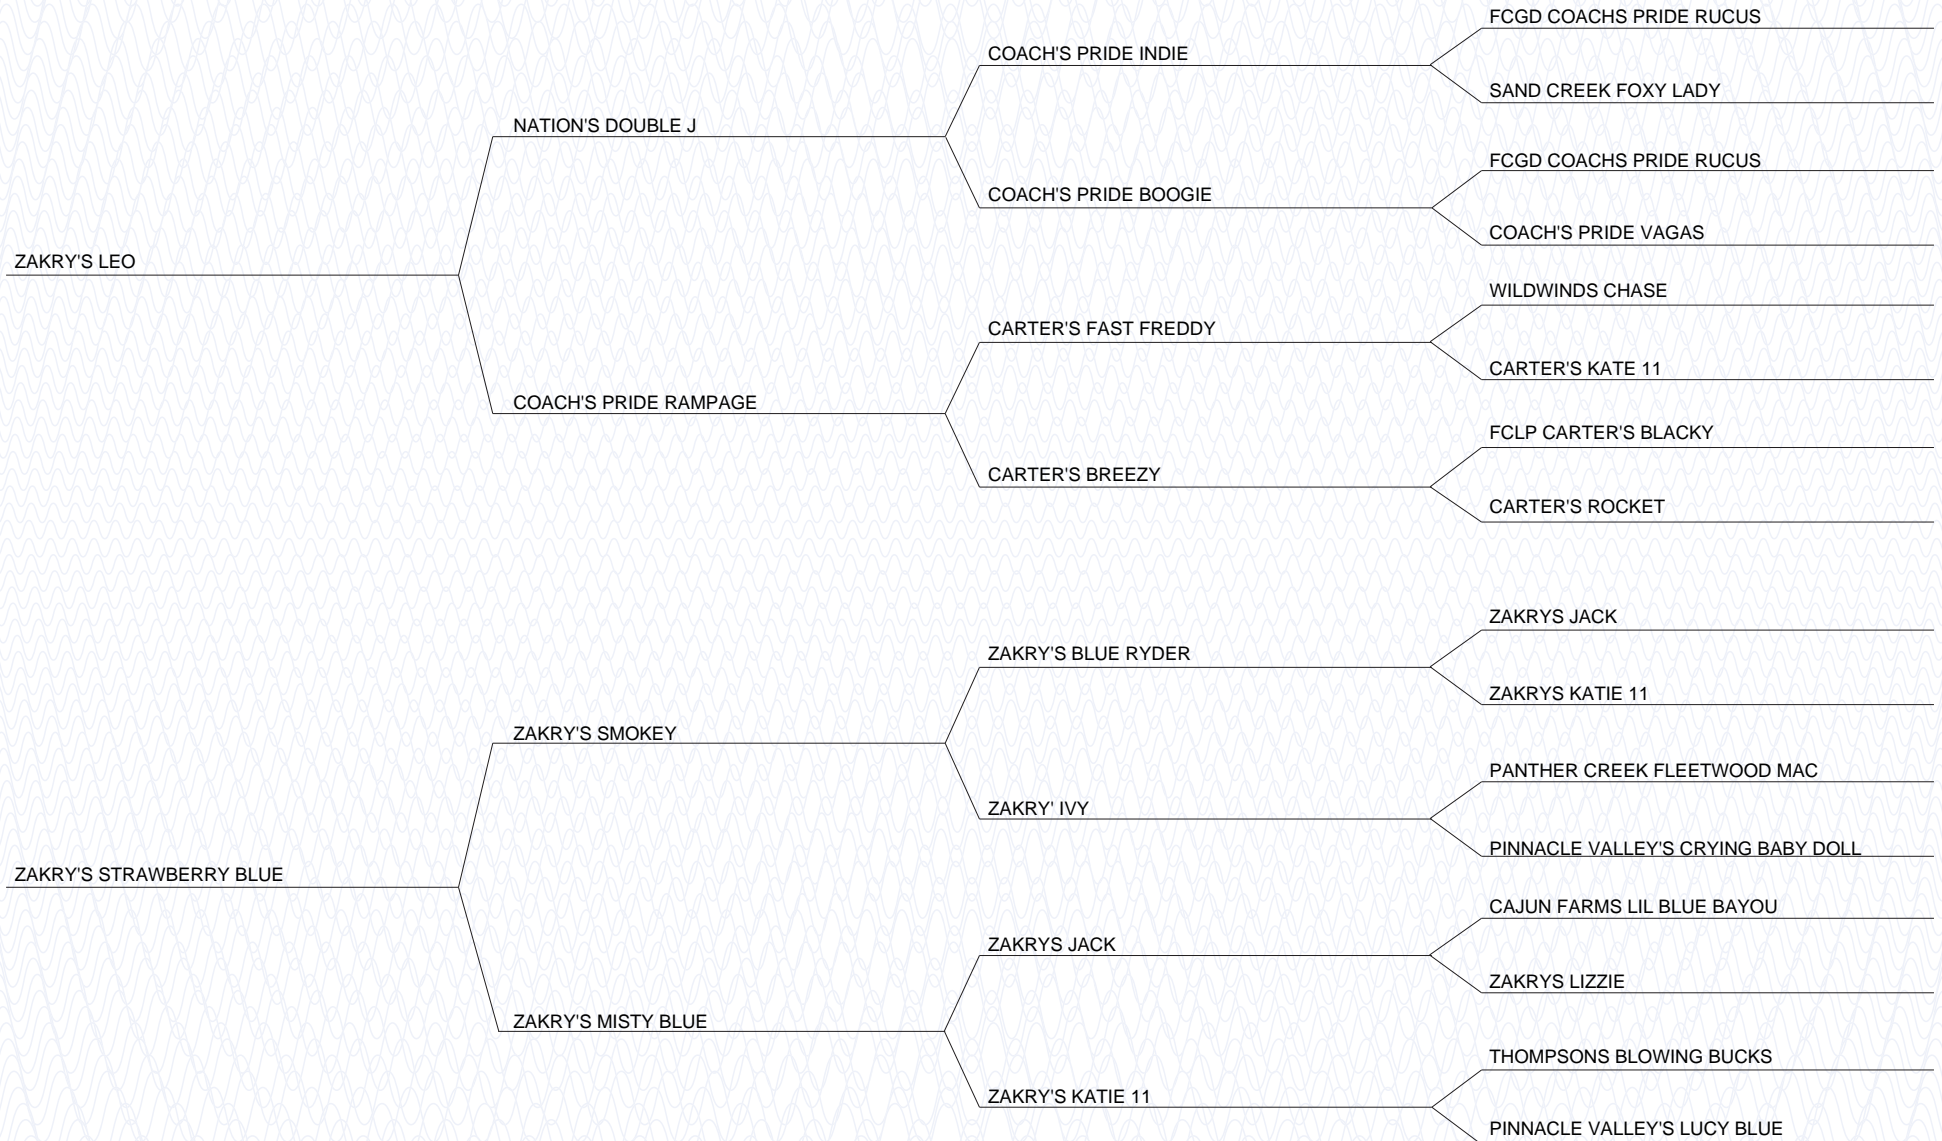 FCGD COACHS PRIDE RUCUS
COACH'S PRIDE INDIE
SAND CREEK FOXY LADY
NATION'S DOUBLE J
FCGD COACHS PRIDE RUCUS
COACH'S PRIDE BOOGIE
COACH'S PRIDE VAGAS
ZAKRY'S LEO
WILDWINDS CHASE
CARTER'S FAST FREDDY
CARTER'S KATE 11
COACH'S PRIDE RAMPAGE
FCLP CARTER'S BLACKY
CARTER'S BREEZY
CARTER'S ROCKET
ZAKRYS JACK
ZAKRY'S BLUE RYDER
ZAKRYS KATIE 11
ZAKRY'S SMOKEY
PANTHER CREEK FLEETWOOD MAC
ZAKRY' IVY
PINNACLE VALLEY'S CRYING BABY DOLL
ZAKRY'S STRAWBERRY BLUE
CAJUN FARMS LIL BLUE BAYOU
ZAKRYS JACK
ZAKRYS LIZZIE
ZAKRY'S MISTY BLUE
THOMPSONS BLOWING BUCKS
ZAKRY'S KATIE 11
PINNACLE VALLEY'S LUCY BLUE